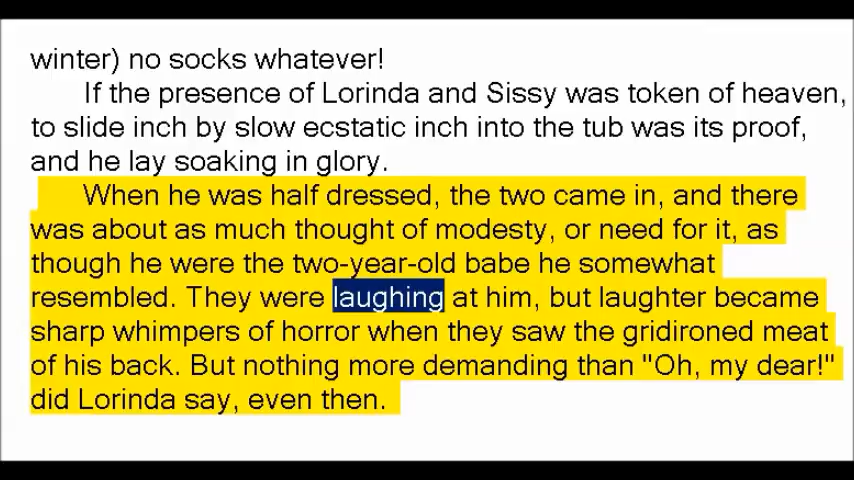 winter) no socks whatever!
If the presence of Lorinda and Sissy was token of heaven,
to slide inch by slow ecstatic inch into the tub was its proof,
and he lay soaking in glory.
When he was half dressed, the two came in, and there
was about as much thought of modesty, or need for it, as
though he were the two-year-old babe he somewhat
resembled. They were laughing at him, but laughter became
sharp whimpers of horror when they saw the gridironed meat
of his back. But nothing more demanding than "Oh, my dear!"
did Lorinda say, even then.